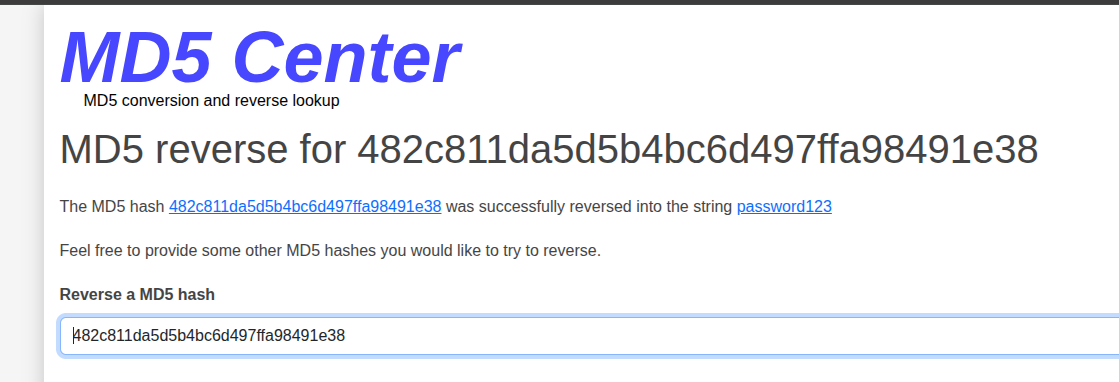 MD5 Center
MD5 conversion and reverse lookup
MD5 reverse for 482c811da5d5b4bc6d497ffa98491e38
The MD5 hash 482c811da5d5b4bc6d497ffa98491e38 was successfully reversed into the string password123
Feel free to provide some other MD5 hashes you would like to try to reverse.
Reverse a MD5 hash
482c811da5d5b4bc6d497ffa98491e38